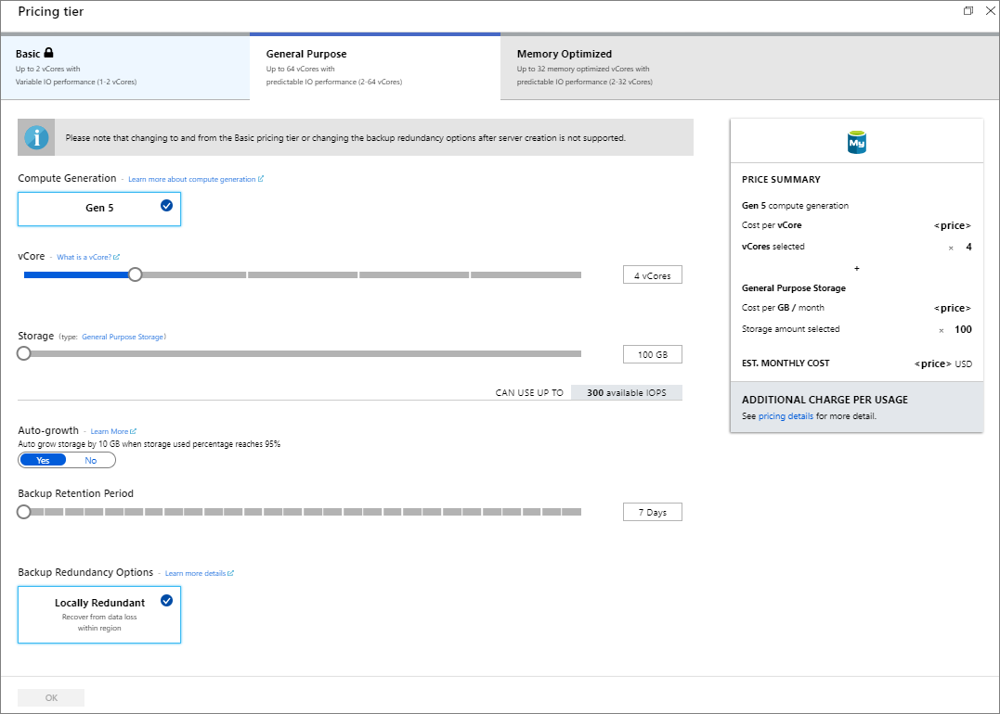 Pricing tier
Basic
Up to 2 vCores with
Variable IO performance (1-2 vCores)
General Purpose
Up to 64 vCores with
predictable IO performance (2-64 vCores)
Memory Optimized
Up to 32 memory optimized vCores with
predictable IO performance (2-32 vCores)
Please note that changing to and from the Basic pricing tier or changing the backup redundancy options after server creation is not supported.
Compute Generation - Learn more about compute generation
Gen 5
vCore - What is a vCore?
4 vCores
Storage (type: General Purpose Storage)
100 GB
CAN USE UP TO 300 available IOPS
Auto-growth - Learn More
Auto grow storage by 10 GB when storage used percentage reaches 95%
Yes No
Backup Retention Period
7 Days
Backup Redundancy Options - Learn more details
Locally Redundant
Recover from data loss
within region
OK
My
PRICE SUMMARY
Gen 5 compute generation
Cost per vCore <price>
vCores selected × 4
+
General Purpose Storage
Cost per GB / month <price>
Storage amount selected × 100
EST. MONTHLY COST <price> USD
ADDITIONAL CHARGE PER USAGE
See pricing details for more detail.